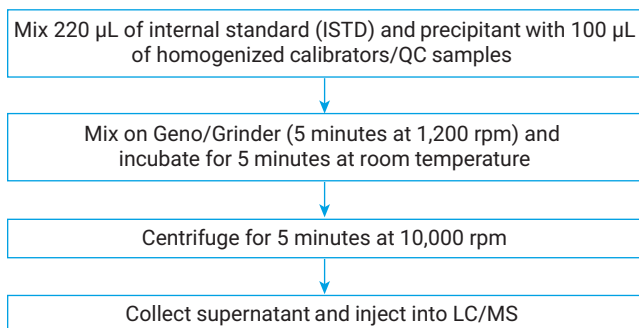 Mix 220 µL of internal standard (ISTD) and precipitant with 100 µL
of homogenized calibrators/QC samples
Mix on Geno/Grinder (5 minutes at 1,200 rpm) and
incubate for 5 minutes at room temperature
Centrifuge for 5 minutes at 10,000 rpm
Collect supernatant and inject into LC/MS